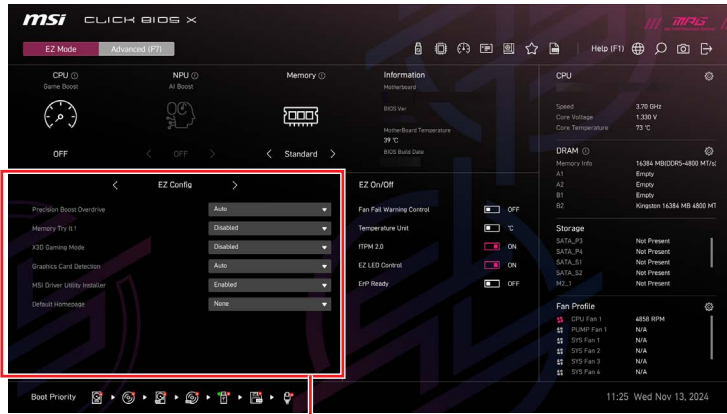 msi CLICK BIOS X
MPG
EZ Mode Advanced (F7) Help (F1)
CPU NPU Memory
Game Boost AI Boost
OFF OFF Standard
Information
Motherboard
BIOS Ver
MotherBoard Temperature
39 °C
BIOS Build Date
CPU
Speed 3.70 GHz
Core Voltage 1.330 V
Core Temperature 73 °C
DRAM
Memory Info 16384 MB(DDR5-4800 MT/s)
A1 Empty
A2 Empty
B1 Empty
B2 Kingston 16384 MB 4800 MT
EZ Config
Precision Boost Overdrive Auto
Memory Try It ! Disabled
X3D Gaming Mode Disabled
Graphics Card Detection Auto
MSI Driver Utility Installer Enabled
Default Homepage None
EZ On/Off
Fan Fail Warning Control OFF
Temperature Unit °C
fTPM 2.0 ON
EZ LED Control ON
ErP Ready OFF
Storage
SATA_P3 Not Present
SATA_P4 Not Present
SATA_S1 Not Present
SATA_S2 Not Present
M2_1 Not Present
Fan Profile
CPU Fan 1 4858 RPM
PUMP Fan 1 N/A
SYS Fan 1 N/A
SYS Fan 2 N/A
SYS Fan 3 N/A
SYS Fan 4 N/A
Boot Priority
11:25 Wed Nov 13, 2024